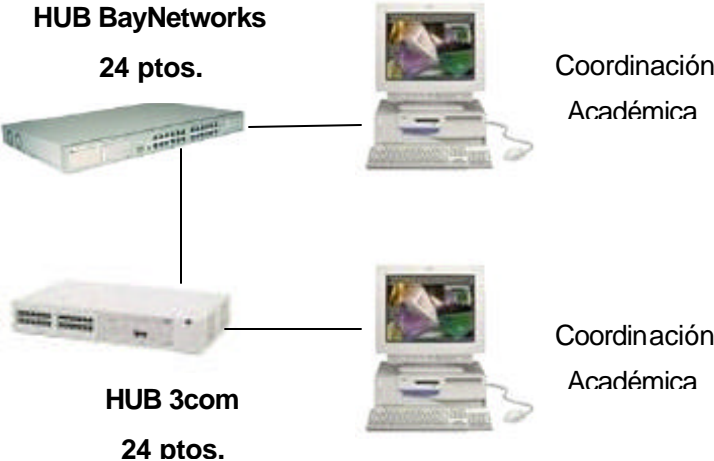 HUB BayNetworks
24 ptos.
Coordinación
Académica
Coordinación
Académica
HUB 3com
24 ptos.